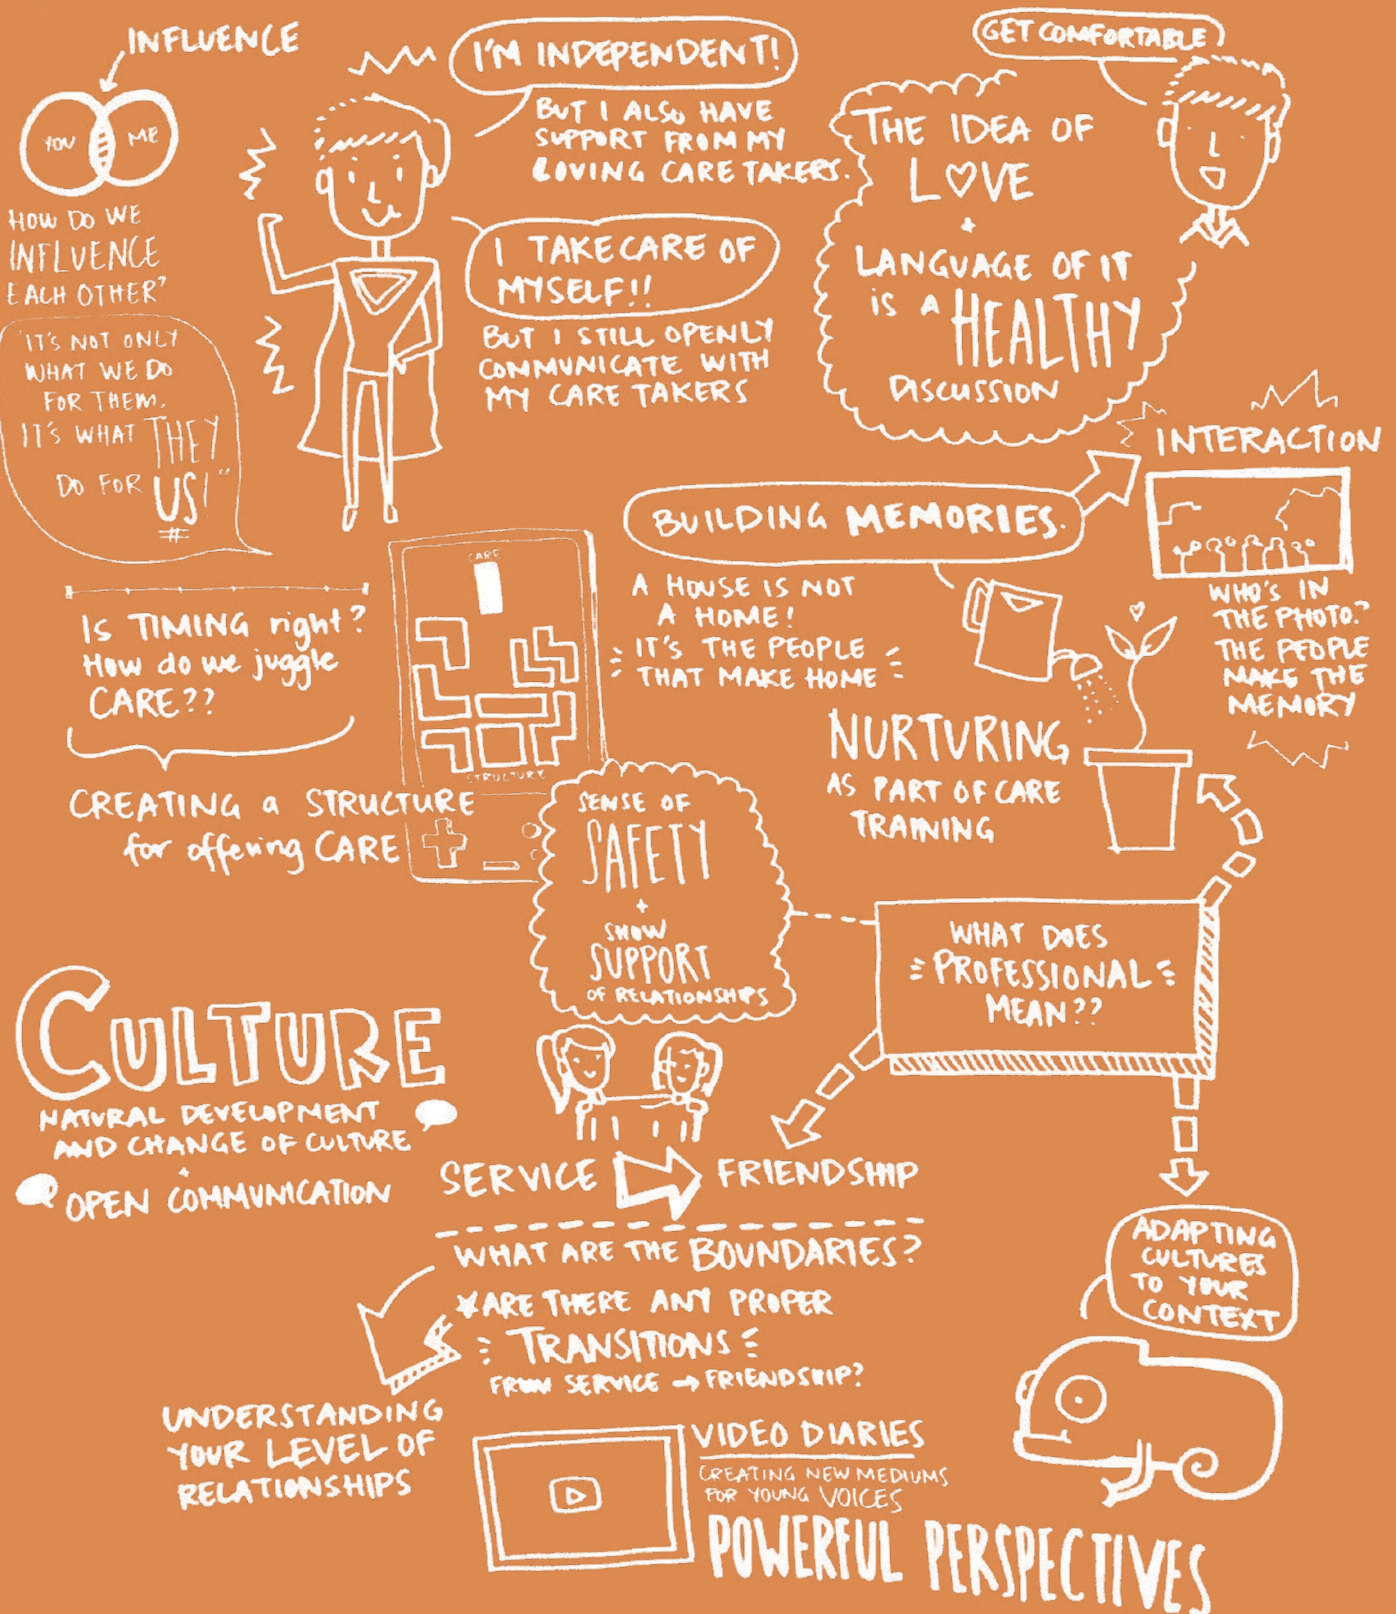 INFLUENCE
YOU
ME
HOW DO WE
INFLUENCE
EACH OTHER"
"IT'S NOT ONLY
WHAT WE DO
FOR THEM.
IT'S WHAT THEY
DO FOR US!"
I'M INDEPENDENT!
BUT I ALSO HAVE
SUPPORT FROM MY
LOVING CARE TAKERS.
I TAKE CARE OF
MYSELF!!
BUT I STILL OPENLY
COMMUNICATE WITH
MY CARE TAKERS
GET COMFORTABLE
THE IDEA OF
LOVE
+
LANGUAGE OF IT
IS A HEALTHY
DISCUSSION
INTERACTION
WHO'S IN
THE PHOTO?
THE PEOPLE
MAKE THE
MEMORY
BUILDING MEMORIES.
A HOUSE IS NOT
A HOME!
IT'S THE PEOPLE
THAT MAKE HOME
NURTURING
AS PART OF CARE
TRAINING
IS TIMING right?
How do we juggle
CARE??
CREATING a STRUCTURE
for offering CARE
CARE
STRUCTURE
SENSE OF
SAFETY
+
SHOW
SUPPORT
OF RELATIONSHIPS
WHAT DOES
PROFESSIONAL
MEAN??
CULTURE
NATURAL DEVELOPMENT
AND CHANGE OF CULTURE
+
OPEN COMMUNICATION
SERVICE
FRIENDSHIP
WHAT ARE THE BOUNDARIES?
*ARE THERE ANY PROPER
TRANSITIONS
FROM SERVICE → FRIENDSHIP?
UNDERSTANDING
YOUR LEVEL OF
RELATIONSHIPS
ADAPTING
CULTURES
TO YOUR
CONTEXT
VIDEO DIARIES
CREATING NEW MEDIUMS
FOR YOUNG VOICES
POWERFUL PERSPECTIVES